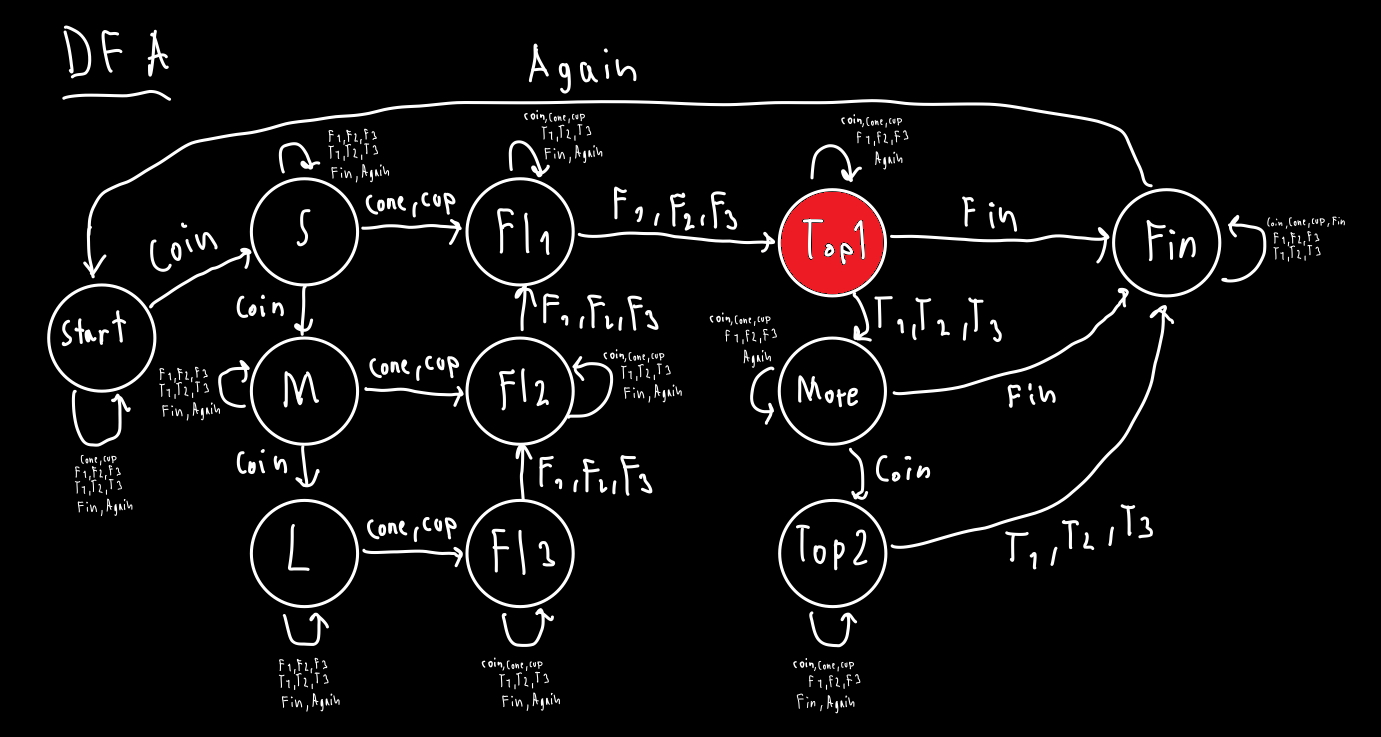 DFA
Again
coin, cone, cup
T1, T2, T3
Fin, Again
coin, cone, cup
F1, F2, F3
Again
F1, F2, F3
T1, T2, T3
Fin, Again
Coin
S
Cone, cup
Fl1
F1, F2, F3
Top1
Fin
Fin
Coin, Cone, cup, Fin
F1, F2, F3
T1, T2, T3
Start
Cone, cup
F1, F2, F3
T1, T2, T3
Fin, Again
Coin
F1, F2, F3
T1, T2, T3
F1, F2, F3
T1, T2, T3
Fin, Again
M
Cone, cup
Fl2
coin, cone, cup
T1, T2, T3
Fin, Again
coin, cone, cup
F1, F2, F3
Again
More
Fin
Coin
F1, F2, F3
Coin
L
Cone, cup
Fl3
Top2
T1, T2, T3
F1, F2, F3
T1, T2, T3
Fin, Again
coin, cone, cup
T1, T2, T3
Fin, Again
coin, cone, cup
F1, F2, F3
Fin, Again